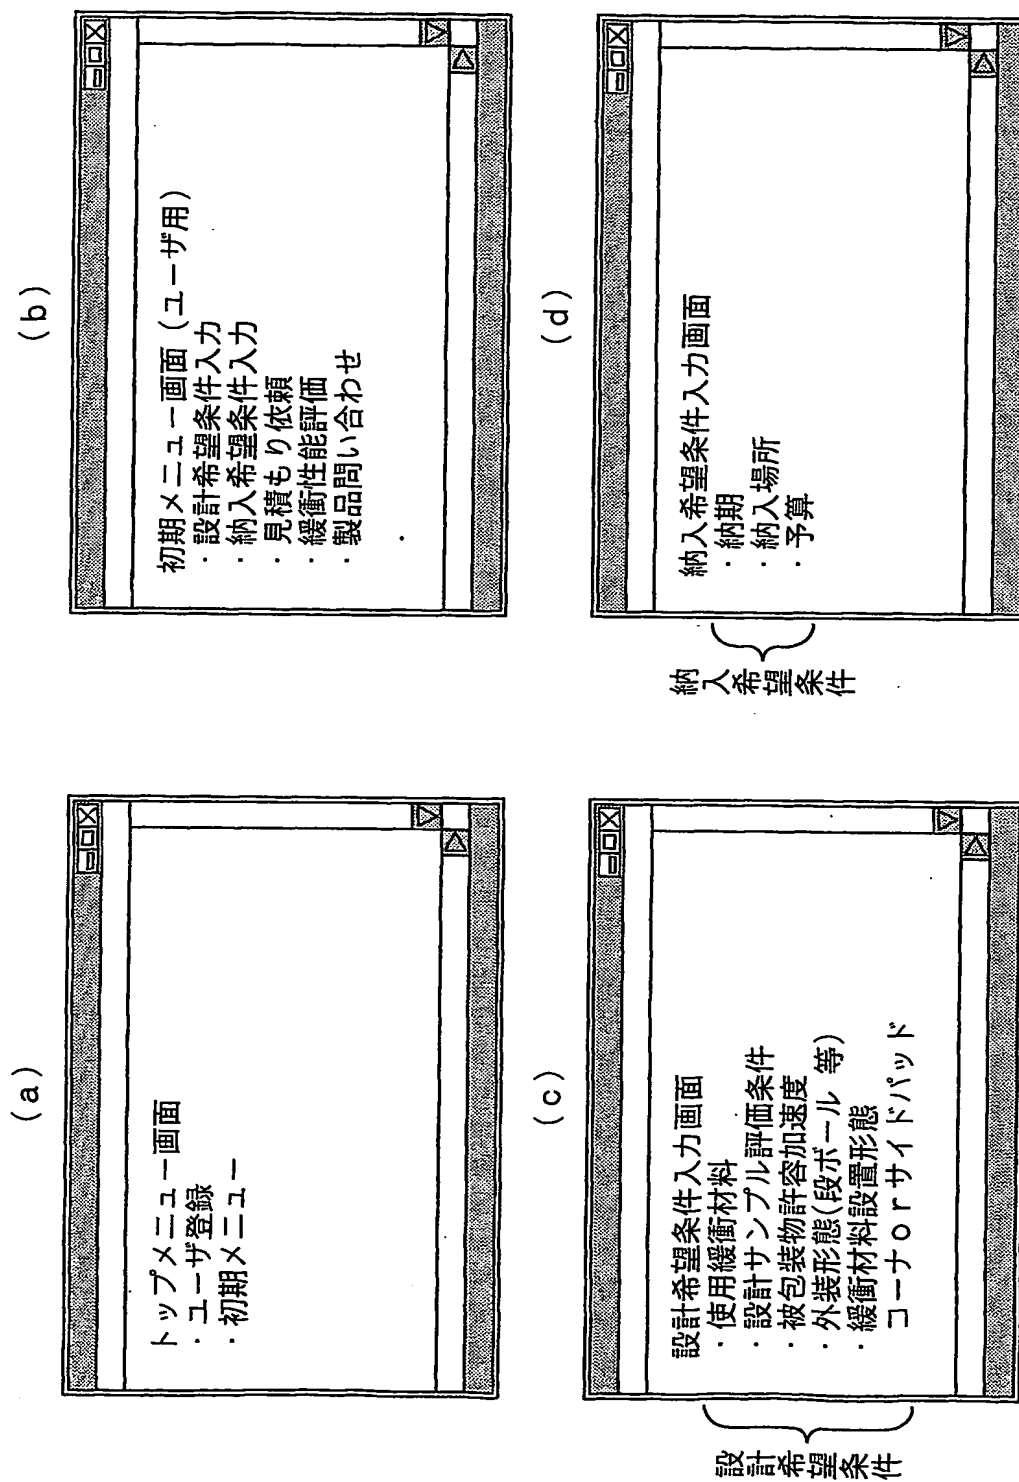 (a)
トップメニュー画面
・ユーザ登録
・初期メニュー
(b)
初期メニュー画面(ユーザ用)
・設計希望条件入力
・納入希望条件入力
・見積もり依頼
・緩衝性能評価
・製品問い合わせ
(c)
設計希望条件
設計希望条件入力画面
・使用緩衝材料
・設計サンプル評価条件
・被包装物許容加速度
・外装形態(段ボール 等)
・緩衝材料設置形態
コーナorサイドパッド
(d)
納入希望条件
納入希望条件入力画面
・納期
・納入場所
・予算